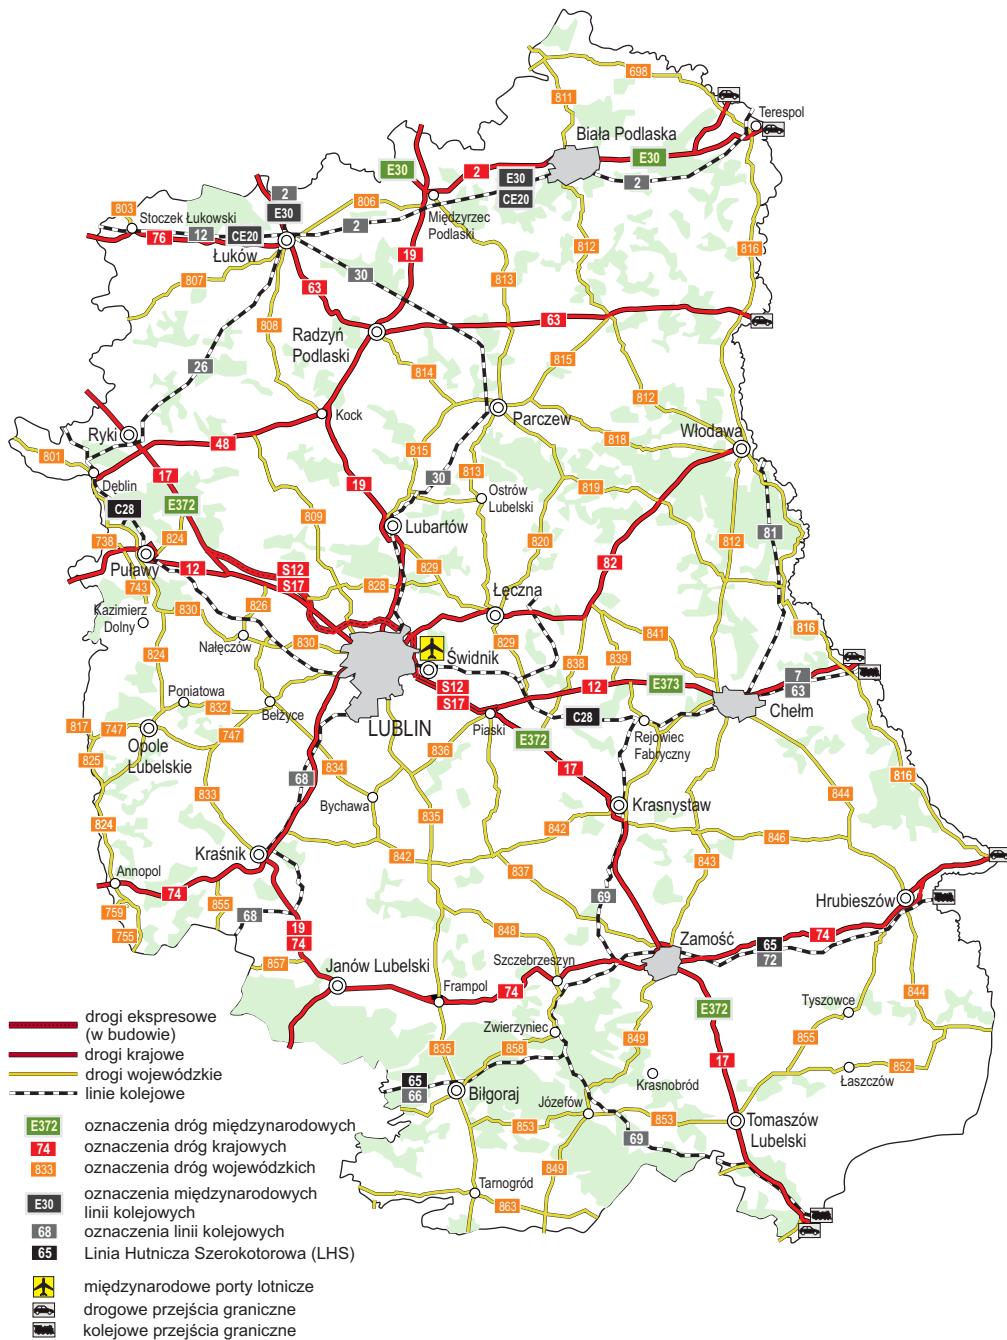 698
811
Terespol
Biała Podlaska
E30
2
E30
2
E30
CE20
2
2
E30
806
803
Stoczek Łukowski
Międzyrzec
Podlaski
76
12
CE20
2
Łuków
812
816
19
30
807
63
813
808
63
Radzyń
Podlaski
815
26
814
812
Kock
Parczew
Ryki
48
815
818
Włodawa
801
17
Dęblin
30
813
19
819
Ostrów
Lubelski
E372
C28
809
Lubartów
81
738
824
820
812
Puławy
12
S12
S17
829
82
743
828
Łęczna
Kazimierz
Dolny
830
826
816
Nałęczów
830
829
841
Świdnik
824
838
839
7
63
S12
S17
12
E373
Poniatowa
832
Bełżyce
Chełm
817
747
747
LUBLIN
Piaski
C28
Rejowiec
Fabryczny
Opole
Lubelskie
836
E372
825
834
17
816
68
833
Bychawa
Krasnystaw
844
824
835
842
846
Kraśnik
842
843
Annopol
837
74
855
69
Hrubieszów
759
68
755
19
74
848
Zamość
65
72
74
857
Janów Lubelski
Szczebrzeszyn
Frampol
74
Tyszowce
844
E372
drogi ekspresowe
(w budowie)
Zwierzyniec
849
855
drogi krajowe
835
858
17
852
drogi wojewódzkie
65
66
Krasnobród
Łaszczów
linie kolejowe
Biłgoraj
Józefów
E372 oznaczenia dróg międzynarodowych
853
853
Tomaszów
Lubelski
74 oznaczenia dróg krajowych
69
833 oznaczenia dróg wojewódzkich
849
Tarnogród
E30 oznaczenia międzynarodowych
linii kolejowych
863
68 oznaczenia linii kolejowych
65 Linia Hutnicza Szerokotorowa (LHS)
międzynarodowe porty lotnicze
drogowe przejścia graniczne
kolejowe przejścia graniczne